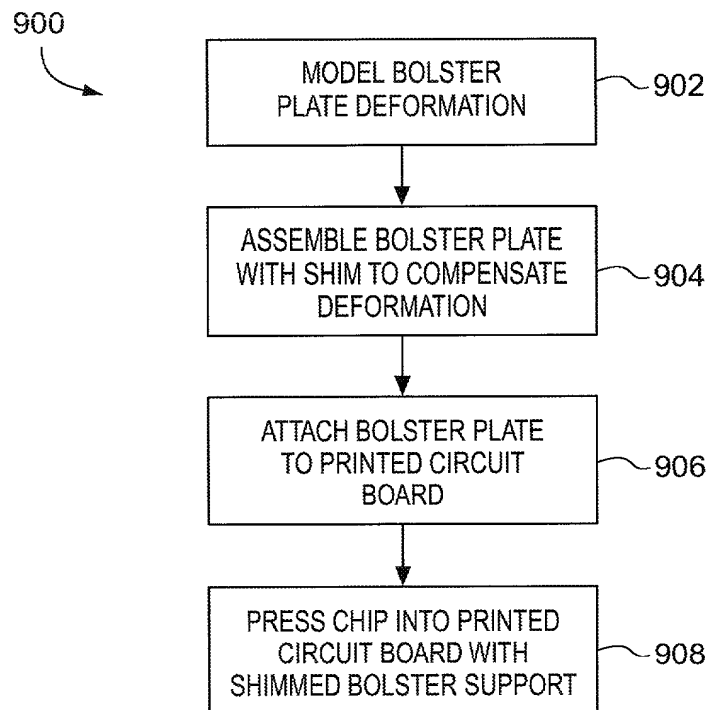 900
MODEL BOLSTER
PLATE DEFORMATION
902
ASSEMBLE BOLSTER PLATE
WITH SHIM TO COMPENSATE
DEFORMATION
904
ATTACH BOLSTER PLATE
TO PRINTED CIRCUIT
BOARD
906
PRESS CHIP INTO PRINTED
CIRCUIT BOARD WITH
SHIMMED BOLSTER SUPPORT
908